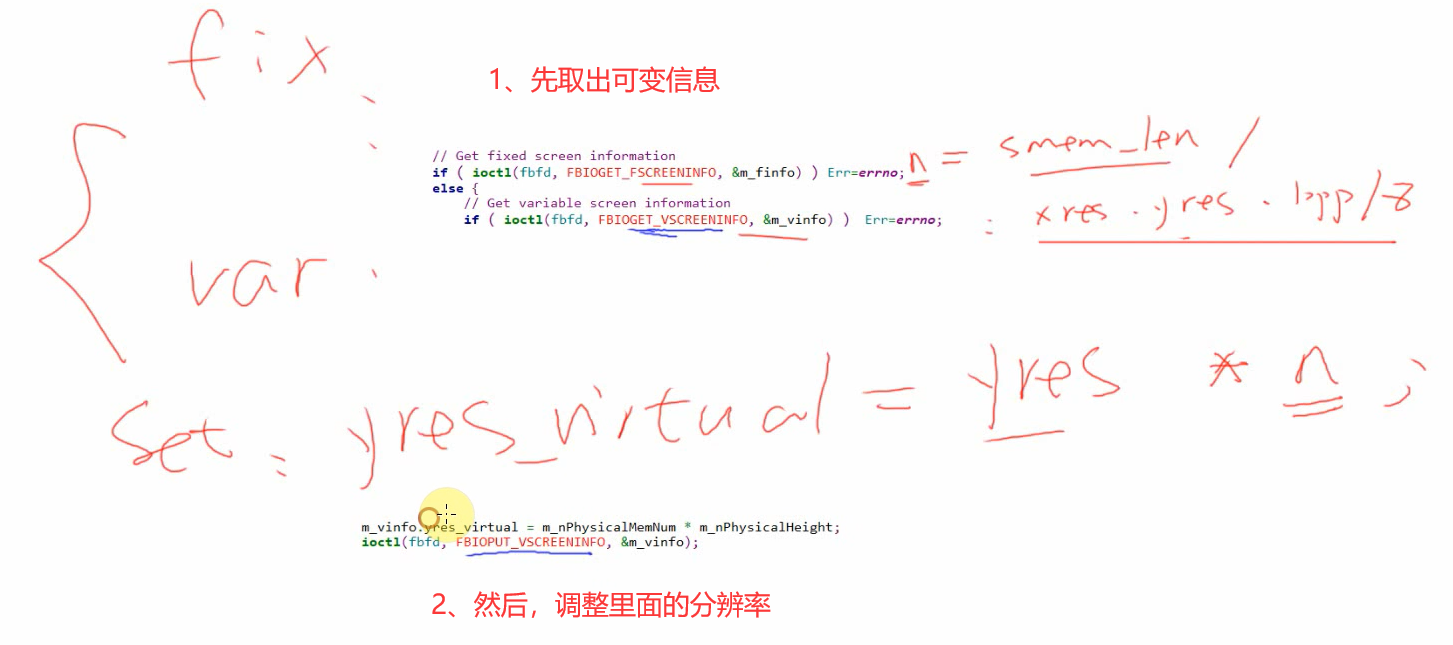 fix:
1、先取出可变信息
// Get fixed screen information
if ( ioctl(fbfd, FBIOGET_FSCREENINFO, &m_finfo) ) Err=errno;
else {
// Get variable screen information
if ( ioctl(fbfd, FBIOGET_VSCREENINFO, &m_vinfo) ) Err=errno;
n = smem_len /
xres . yres . bpp/8
var
set: yres_virtual = yres * n ;
m_vinfo.yres_virtual = m_nPhysicalMemNum * m_nPhysicalHeight;
ioctl(fbfd, FBIOPUT_VSCREENINFO, &m_vinfo);
2、然后，调整里面的分辨率